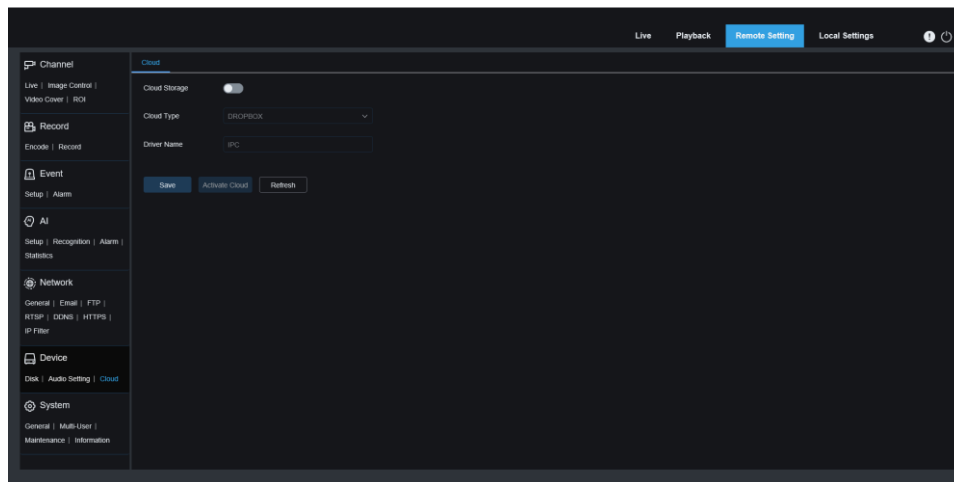 Live Playback Remote Setting Local Settings
Channel
Live | Image Control |
Video Cover | ROI
Record
Encode | Record
Event
Setup | Alarm
AI
Setup | Recognition | Alarm |
Statistics
Network
General | Email | FTP |
RTSP | DDNS | HTTPS |
IP Filter
Device
Disk | Audio Setting | Cloud
System
General | Multi-User |
Maintenance | Information
Cloud
Cloud Storage
Cloud Type DROPBOX
Driver Name IPC
Save Activate Cloud Refresh